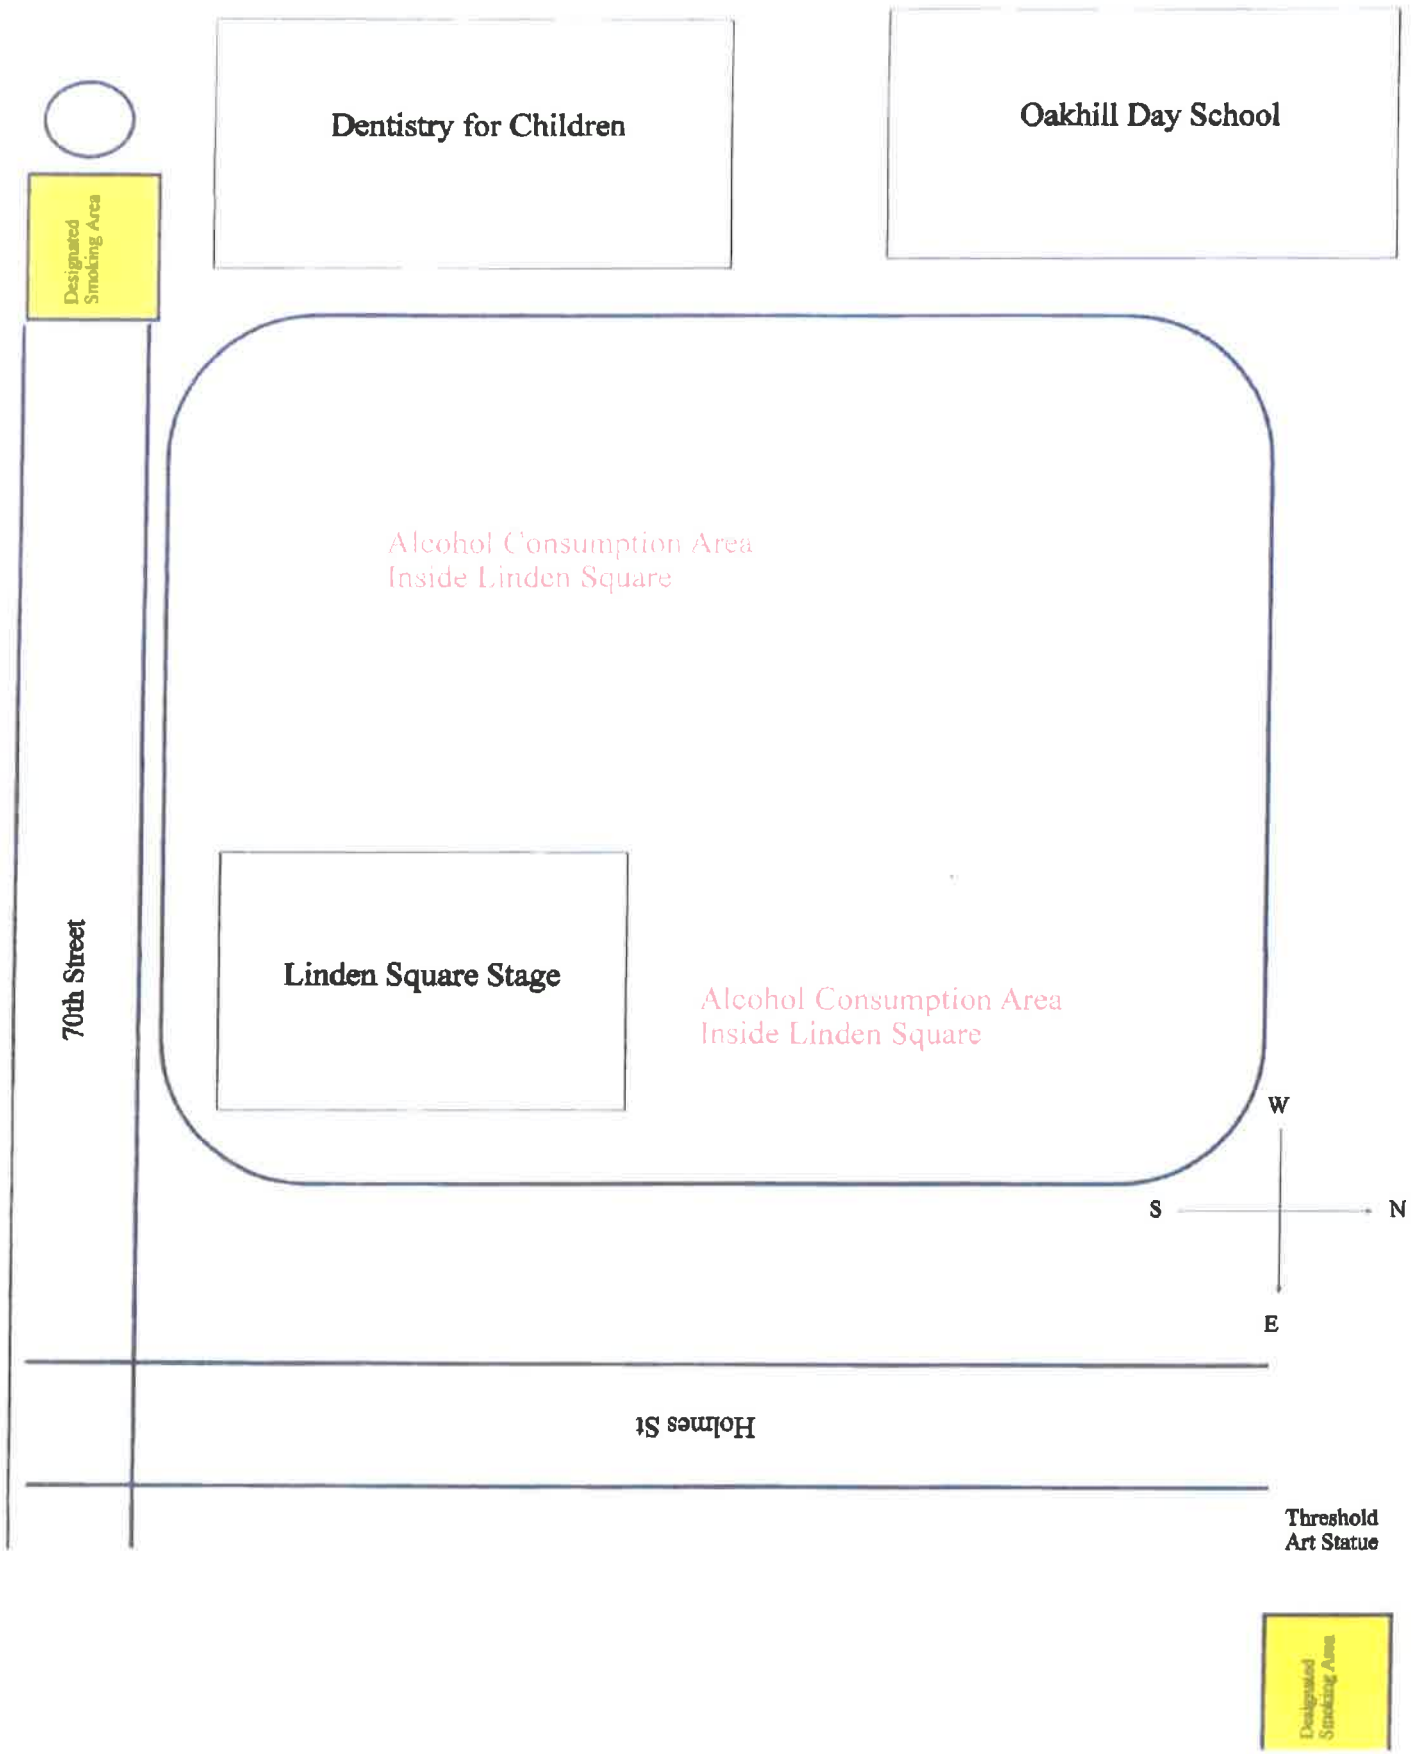 Dentistry for Children
Oakhill Day School
Designated
Smoking Area
Alcohol Consumption Area
Inside Linden Square
70th Street
Linden Square Stage
Alcohol Consumption Area
Inside Linden Square
W
S
N
E
Holmes St
Threshold
Art Statue
Designated
Smoking Area